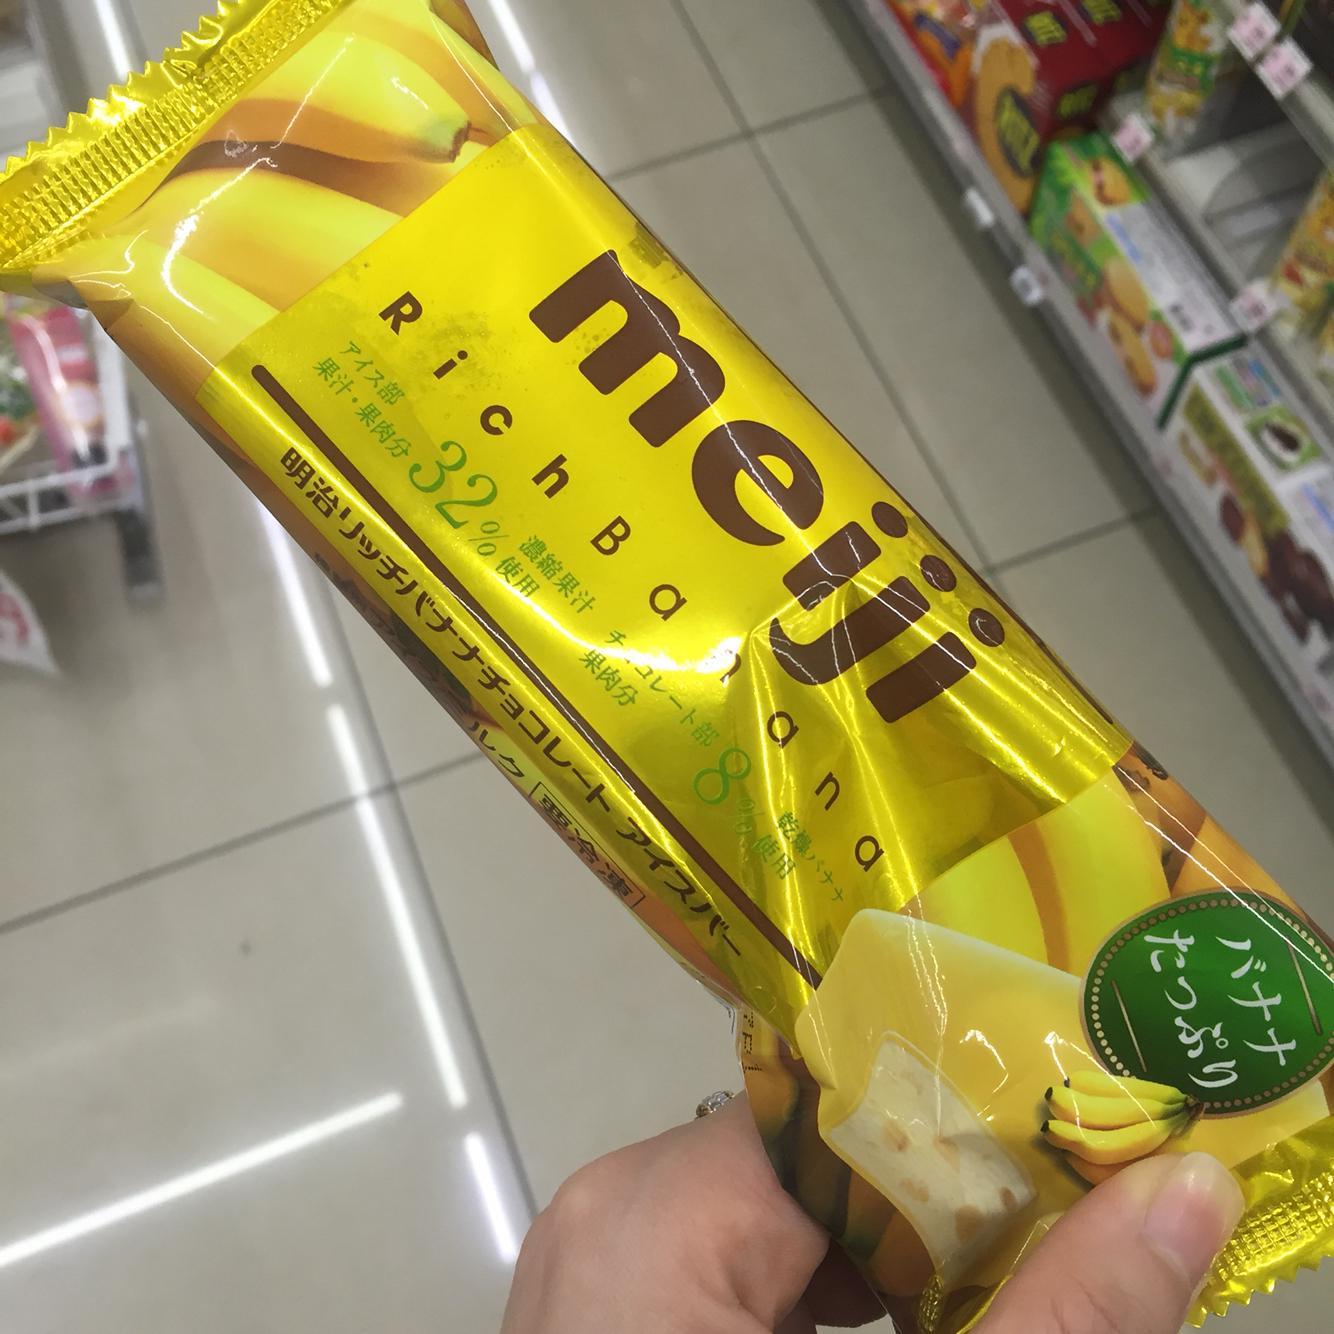 meiji
Rich Banana
アイス部
果汁・果肉分
32%
濃縮果汁
使用
チョコレート部
果肉分
8%
乾燥バナナ
使用
明治リッチバナナチョコレート アイスバー
ルク [要冷凍]
バナナ
たっぷり